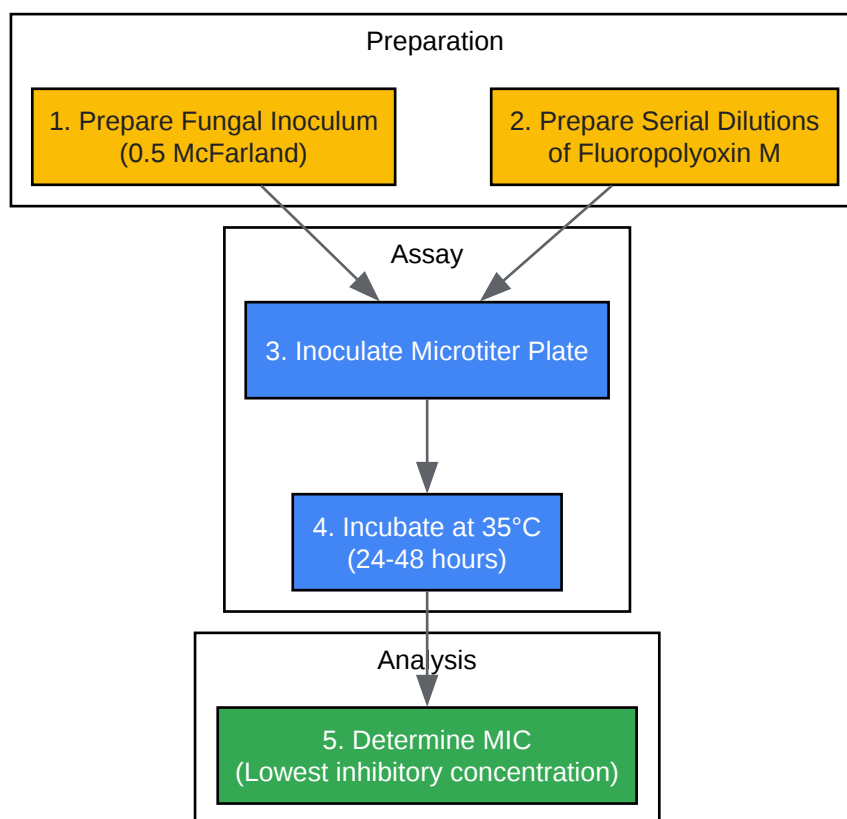 Preparation
1. Prepare Fungal Inoculum
(0.5 McFarland)
2. Prepare Serial Dilutions
of Fluoropolyoxin M
Assay
3. Inoculate Microtiter Plate
4. Incubate at 35°C
(24-48 hours)
Analysis
5. Determine MIC
(Lowest inhibitory concentration)